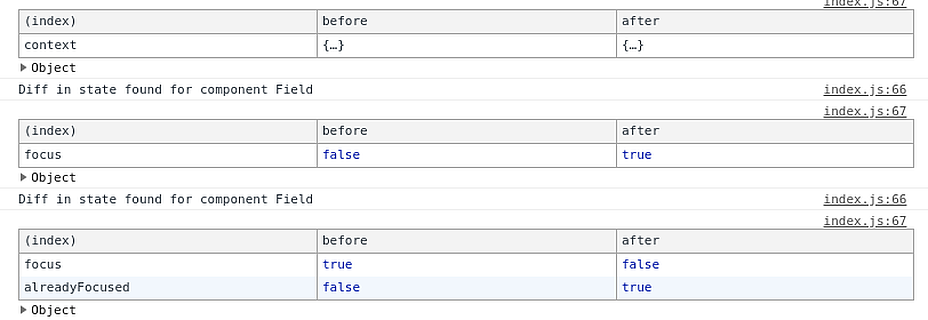 index.js:67
(index) before after
context {…} {…}
Object
Diff in state found for component Field index.js:66
index.js:67
(index) before after
focus false true
Object
Diff in state found for component Field index.js:66
index.js:67
(index) before after
focus true false
alreadyFocused false true
Object